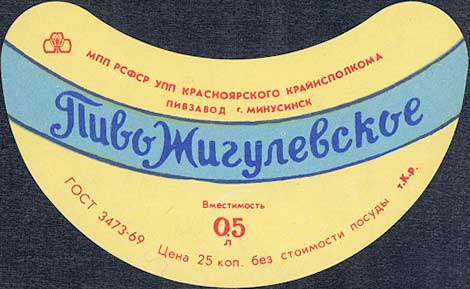 МПП РСФСР УПП КРАСНОЯРСКОГО КРАЙИСПОЛКОМА
ПИВЗАВОД г. МИНУСИНСК
Пиво Жигулевское
Вместимость
0,5
л
ГОСТ 3473-69 Цена 25 коп. без стоимости посуды т.К.р.